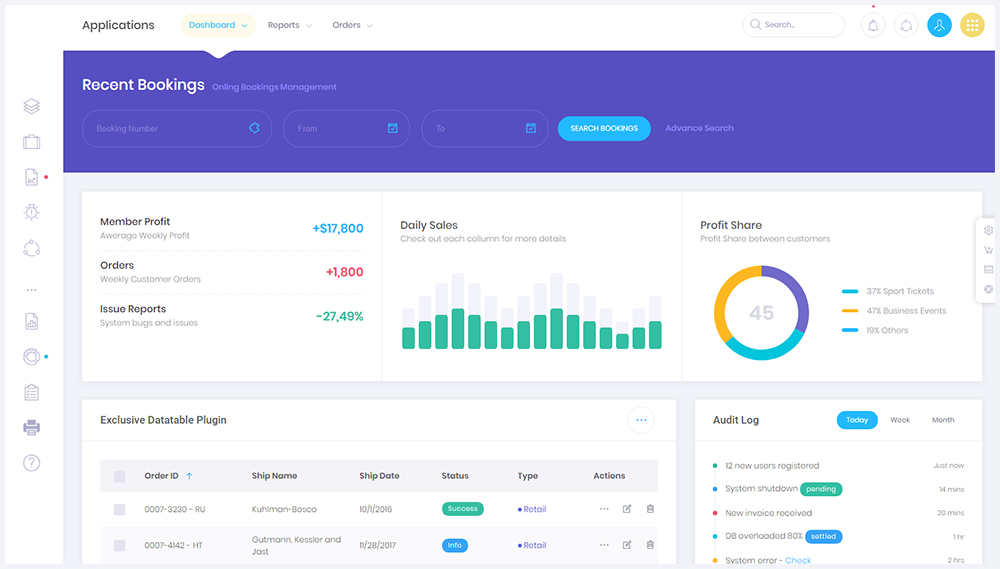 Applications
Dashboard
Reports
Orders
Search...
Recent Bookings
Onling Bookings Management
Booking Number
From
To
SEARCH BOOKINGS
Advance Search
Member Profit
Awerage Weekly Profit
+$17,800
Orders
Weekly Customer Orders
+1,800
Issue Reports
System bugs and issues
-27,49%
Daily Sales
Check out each collumn for more details
Profit Share
Profit Share between customers
45
37% Sport Tickets
47% Business Events
19% Others
Exclusive Datatable Plugin
Order ID Ship Name Ship Date Status Type Actions
0007-3230 - RU Kuhlman-Bosco 10/1/2016 Success Retail
0007-4142 - HT Gutmann, Kessler and
Jast 11/28/2017 Info Retail
Audit Log
Today
Week
Month
12 new users registered Just now
System shutdown pending 14 mins
New invoice received 20 mins
DB overloaded 80% settled 1 hr
System error - Check 2 hrs